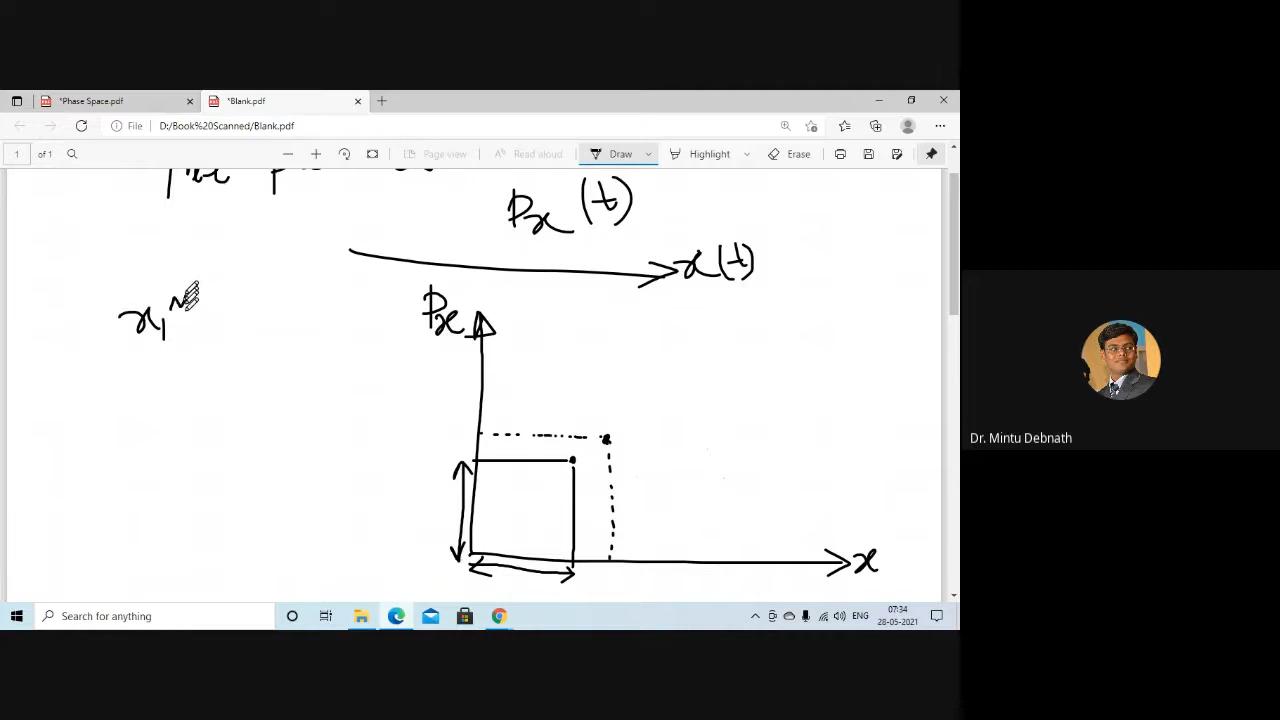 *Phase Space.pdf
*Blank.pdf
File D:/Book%20Scanned/Blank.pdf
1 of 1 Page view Read aloud Draw Highlight Erase
Px (t)
x(t)
x1
Px
x
Dr. Mintu Debnath
Search for anything
ENG 07:34
28-05-2021